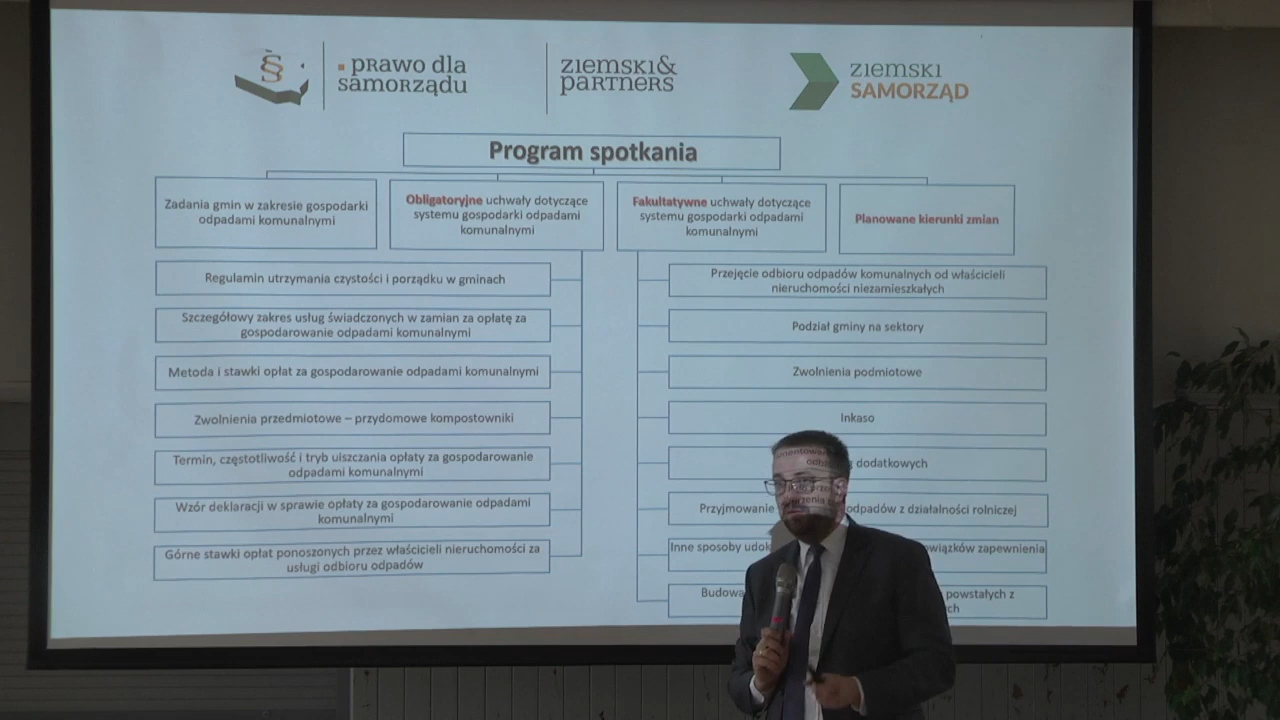 PRAWO DLA
SAMORZĄDU
ZIEMSKI&
PARTNERS
ZIEMSKI
SAMORZĄD
Program spotkania
Zadania gmin w zakresie gospodarki
odpadami komunalnymi
Obligatoryjne uchwały dotyczące
systemu gospodarki odpadami
komunalnymi
Fakultatywne uchwały dotyczące
systemu gospodarki odpadami
komunalnymi
Planowane kierunki zmian
Regulamin utrzymania czystości i porządku w gminach
Szczegółowy zakres usług świadczonych w zamian za opłatę za
gospodarowanie odpadami komunalnymi
Metoda i stawki opłat za gospodarowanie odpadami komunalnymi
Zwolnienia przedmiotowe – przydomowe kompostowniki
Termin, częstotliwość i tryb uiszczania opłaty za gospodarowanie
odpadami komunalnymi
Wzór deklaracji w sprawie opłaty za gospodarowanie odpadami
komunalnymi
Górne stawki opłat ponoszonych przez właścicieli nieruchomości za
usługi odbioru odpadów
Przejęcie odbioru odpadów komunalnych od właścicieli
nieruchomości niezamieszkałych
Podział gminy na sektory
Zwolnienia podmiotowe
Inkaso
dodatkowych
Przyjmowanie odpadów z działalności rolniczej
Inne sposoby zapewnienia
Budowa powstałych z